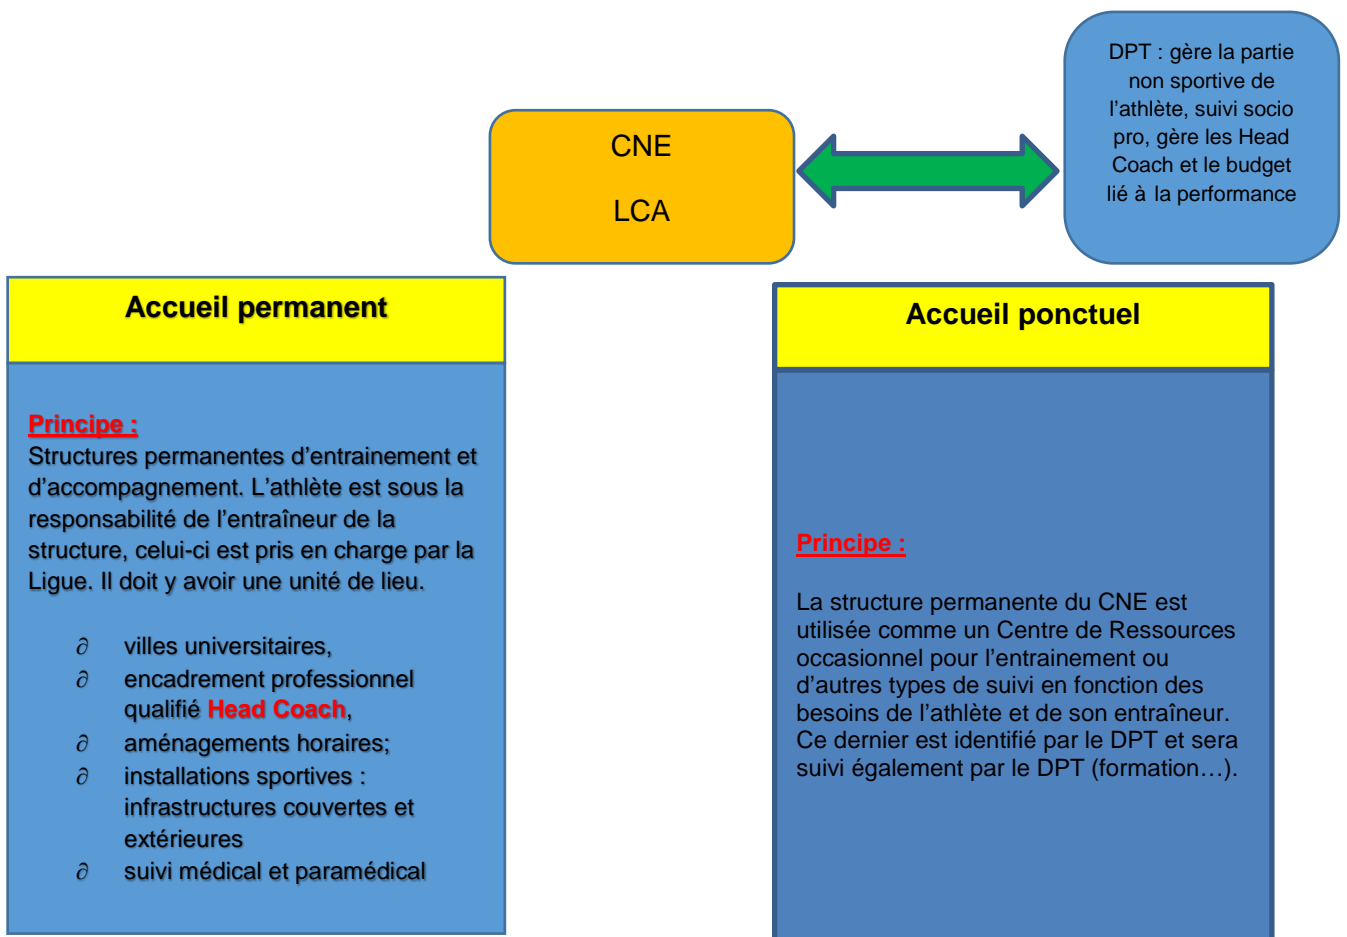 DPT : gère la partie
non sportive de
l’athlète, suivi socio
pro, gère les Head
Coach et le budget
lié à la performance
CNE
LCA
Accueil permanent
Principe :
Structures permanentes d’entrainement et
d’accompagnement. L’athlète est sous la
responsabilité de l’entraîneur de la
structure, celui-ci est pris en charge par la
Ligue. Il doit y avoir une unité de lieu.
∂ villes universitaires,
∂ encadrement professionnel
qualifié Head Coach,
∂ aménagements horaires;
∂ installations sportives :
infrastructures couvertes et
extérieures
∂ suivi médical et paramédical
Accueil ponctuel
Principe :
La structure permanente du CNE est
utilisée comme un Centre de Ressources
occasionnel pour l’entrainement ou
d’autres types de suivi en fonction des
besoins de l’athlète et de son entraîneur.
Ce dernier est identifié par le DPT et sera
suivi également par le DPT (formation…).